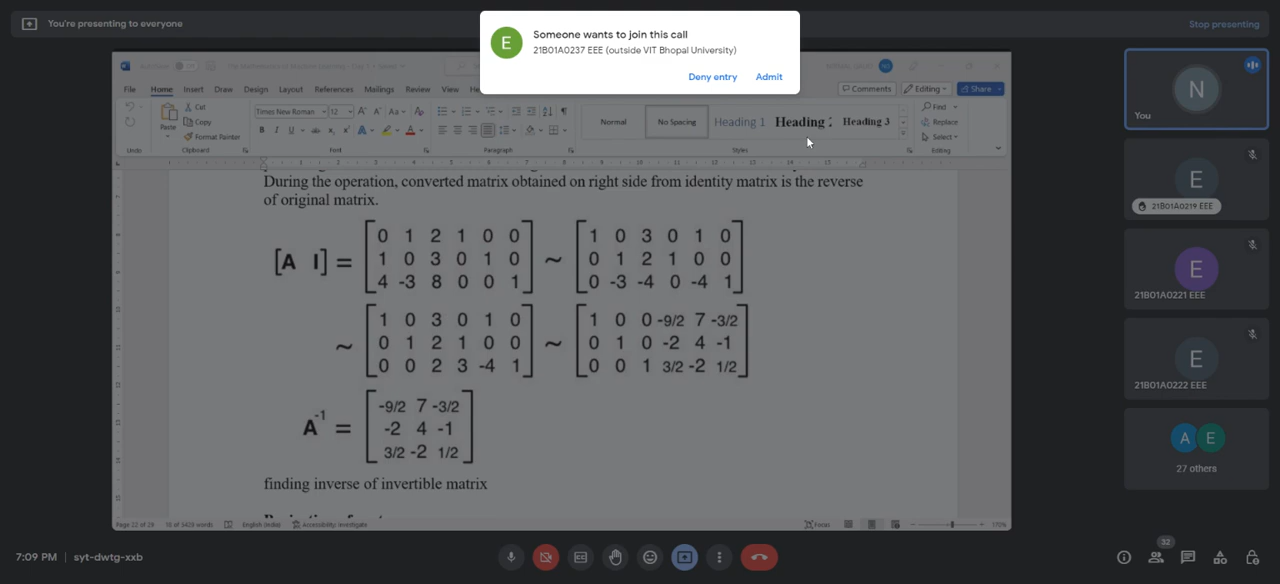 You're presenting to everyone
Stop presenting
Someone wants to join this call
21B01A0237 EEE (outside VIT Bhopal University)
Deny entry Admit
File Home Insert Draw Design Layout References Mailings Review View
Comments Editing Share
Cut
Copy
Format Painter
Paste
Times New Roman 12
Normal No Spacing Heading 1 Heading 2 Heading 3
Find
Replace
Select
Undo Clipboard Font Paragraph Styles Editing
During the operation, converted matrix obtained on right side from identity matrix is the reverse
of original matrix.
[A I] = [0 1 2 1 0 0 ~ [1 0 3 0 1 0
1 0 3 0 1 0 0 1 2 1 0 0
4 -3 8 0 0 1] 0 -3 -4 0 -4 1]
~ [1 0 3 0 1 0 ~ [1 0 0 -9/2 7 -3/2
0 1 2 1 0 0 0 1 0 -2 4 -1
0 0 2 3 -4 1] 0 0 1 3/2 -2 1/2]
A⁻¹ = [-9/2 7 -3/2
-2 4 -1
3/2 -2 1/2]
finding inverse of invertible matrix
Page 22 of 29
English (India) Accessibility: Investigate
Focus
170%
N
You
E
21B01A0219 EEE
E
21B01A0221 EEE
E
21B01A0222 EEE
A E
27 others
7:09 PM | syt-dwtg-xxb
32